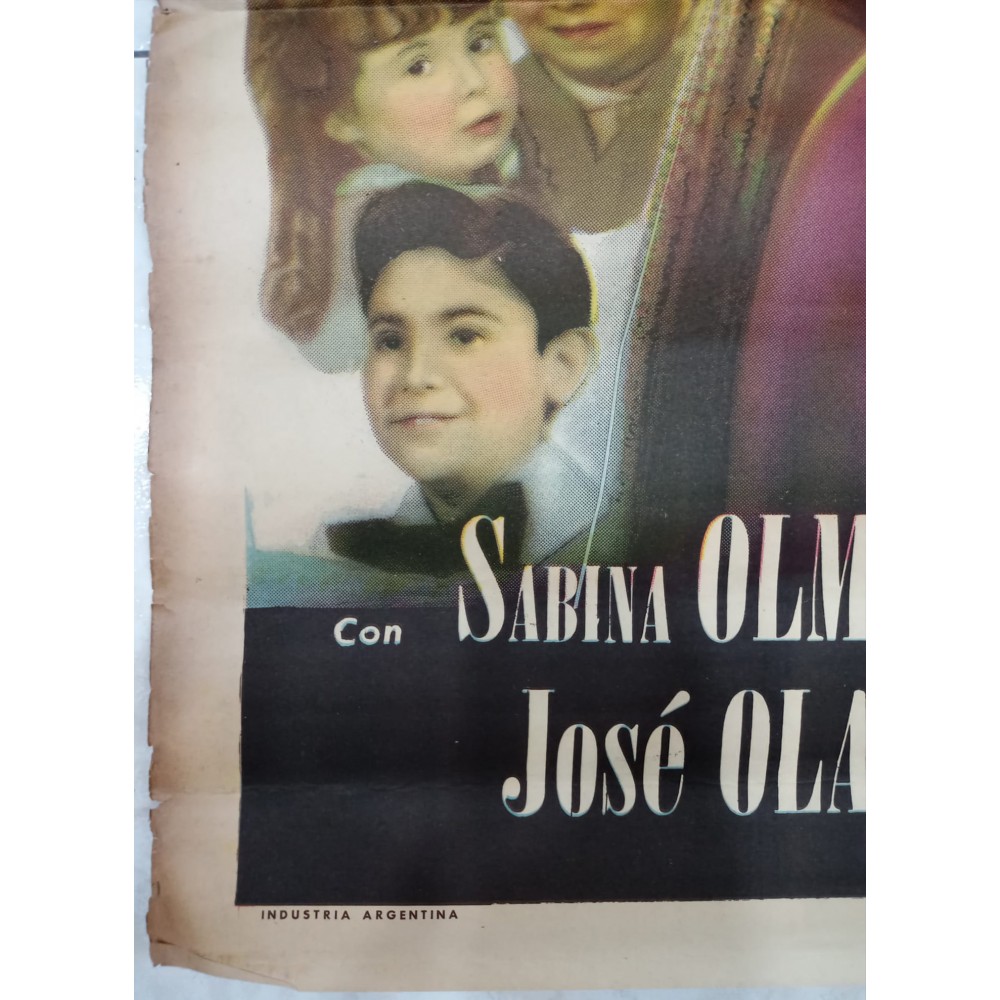 Con SABINA OLM
JOSé OLA
INDUSTRIA ARGENTINA